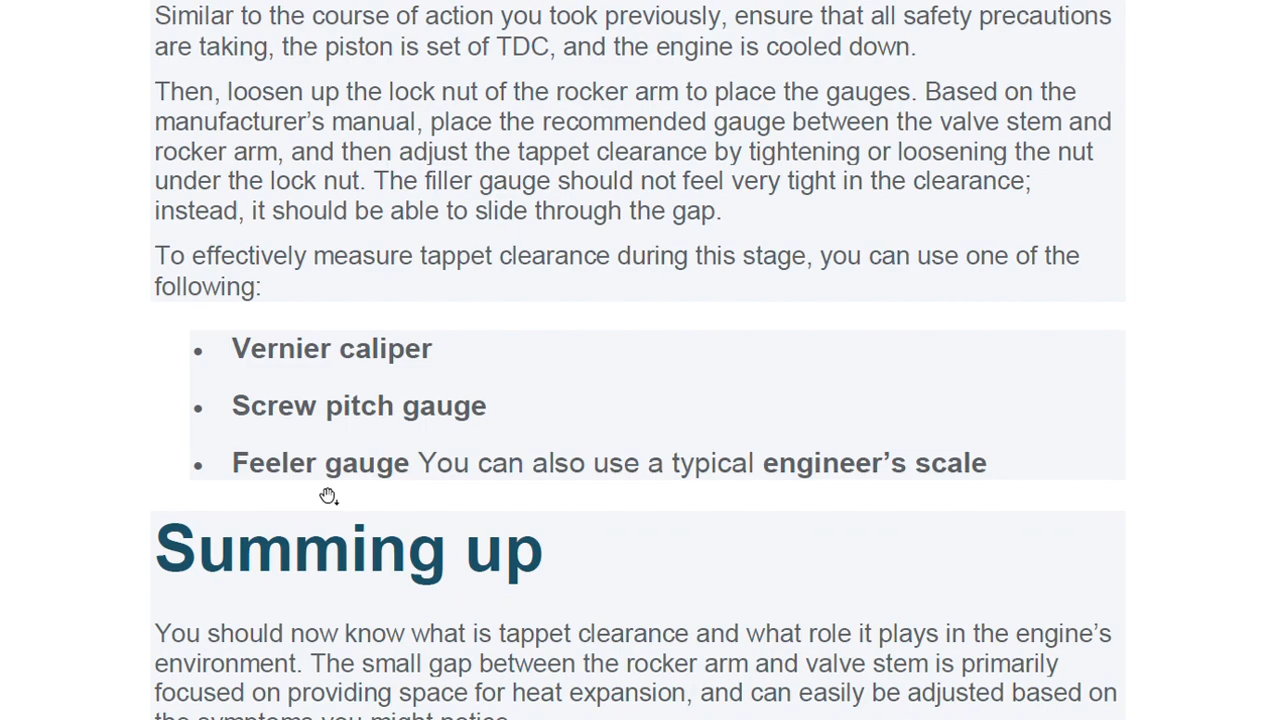 Similar to the course of action you took previously, ensure that all safety precautions
are taking, the piston is set of TDC, and the engine is cooled down.
Then, loosen up the lock nut of the rocker arm to place the gauges. Based on the
manufacturer’s manual, place the recommended gauge between the valve stem and
rocker arm, and then adjust the tappet clearance by tightening or loosening the nut
under the lock nut. The filler gauge should not feel very tight in the clearance;
instead, it should be able to slide through the gap.
To effectively measure tappet clearance during this stage, you can use one of the
following:
• Vernier caliper
• Screw pitch gauge
• Feeler gauge You can also use a typical engineer’s scale
Summing up
You should now know what is tappet clearance and what role it plays in the engine’s
environment. The small gap between the rocker arm and valve stem is primarily
focused on providing space for heat expansion, and can easily be adjusted based on
the symptoms you might notice.